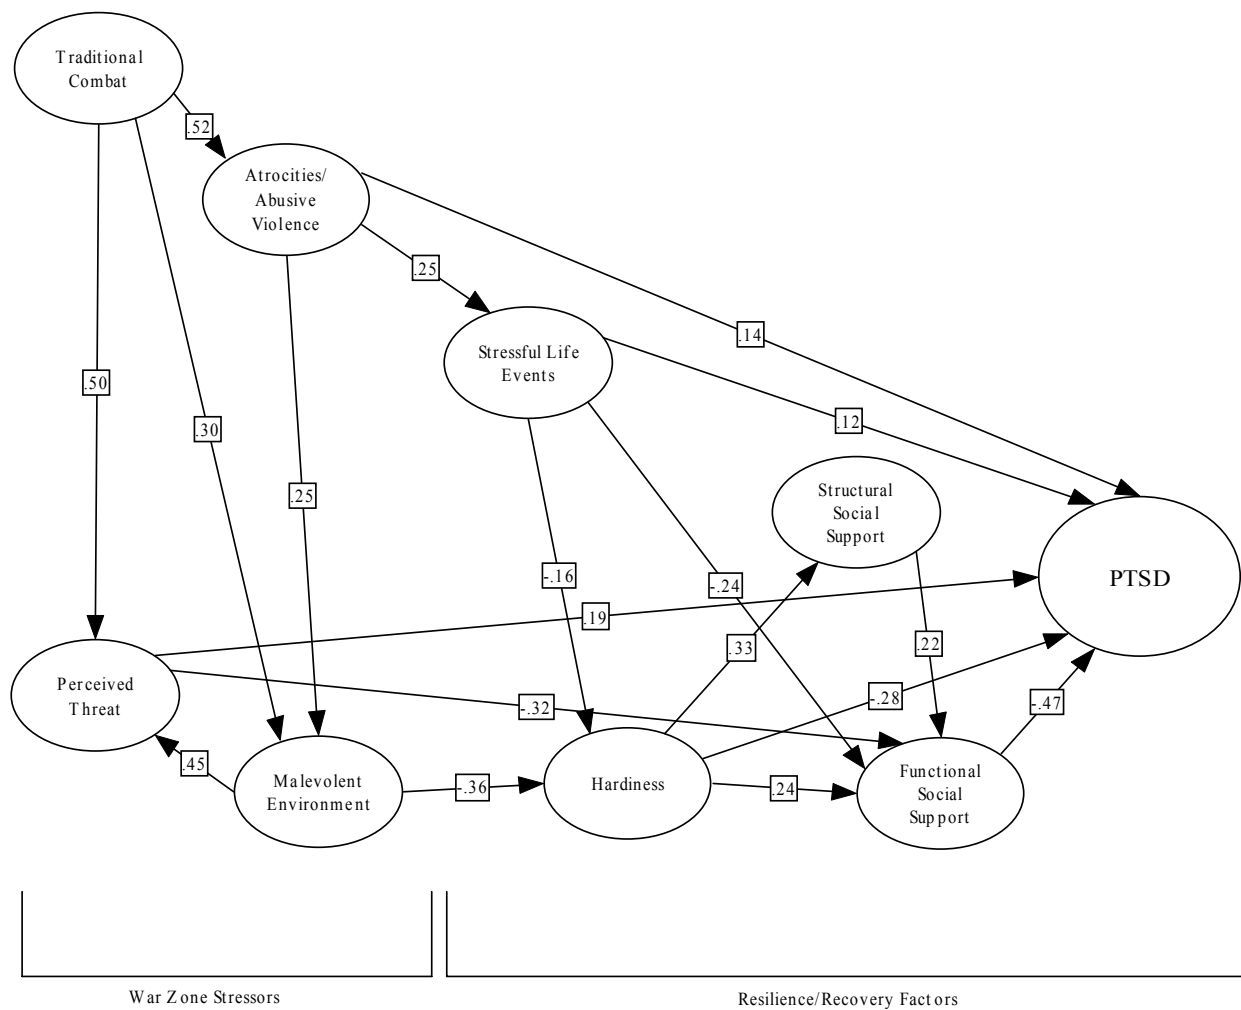 Traditional
Combat
.52
Atrocities/
Abusive
Violence
.25
.14
Stressful Life
Events
.50
.12
.30
Structural
Social
Support
.25
-.16
-.24
PTSD
.19
.33
.22
Perceived
Threat
-.32
-.28
-.47
.45
Malevolent
Environment
-.36
Hardiness
.24
Functional
Social
Support
War Zone Stressors
Resilience/Recovery Factors